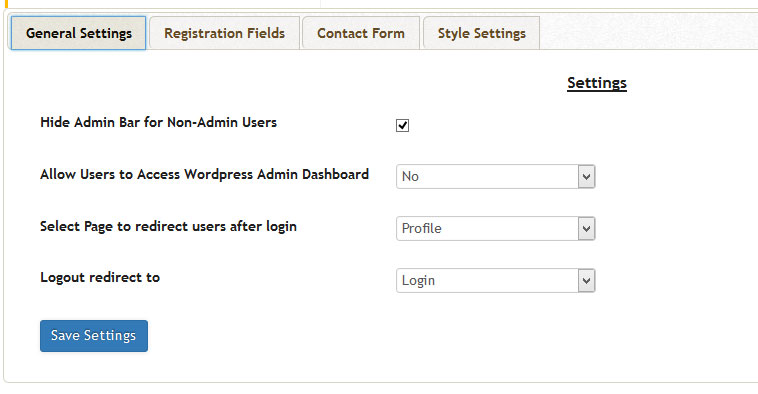 General Settings
Registration Fields
Contact Form
Style Settings
Settings
Hide Admin Bar for Non-Admin Users
Allow Users to Access Wordpress Admin Dashboard
No
Select Page to redirect users after login
Profile
Logout redirect to
Login
Save Settings